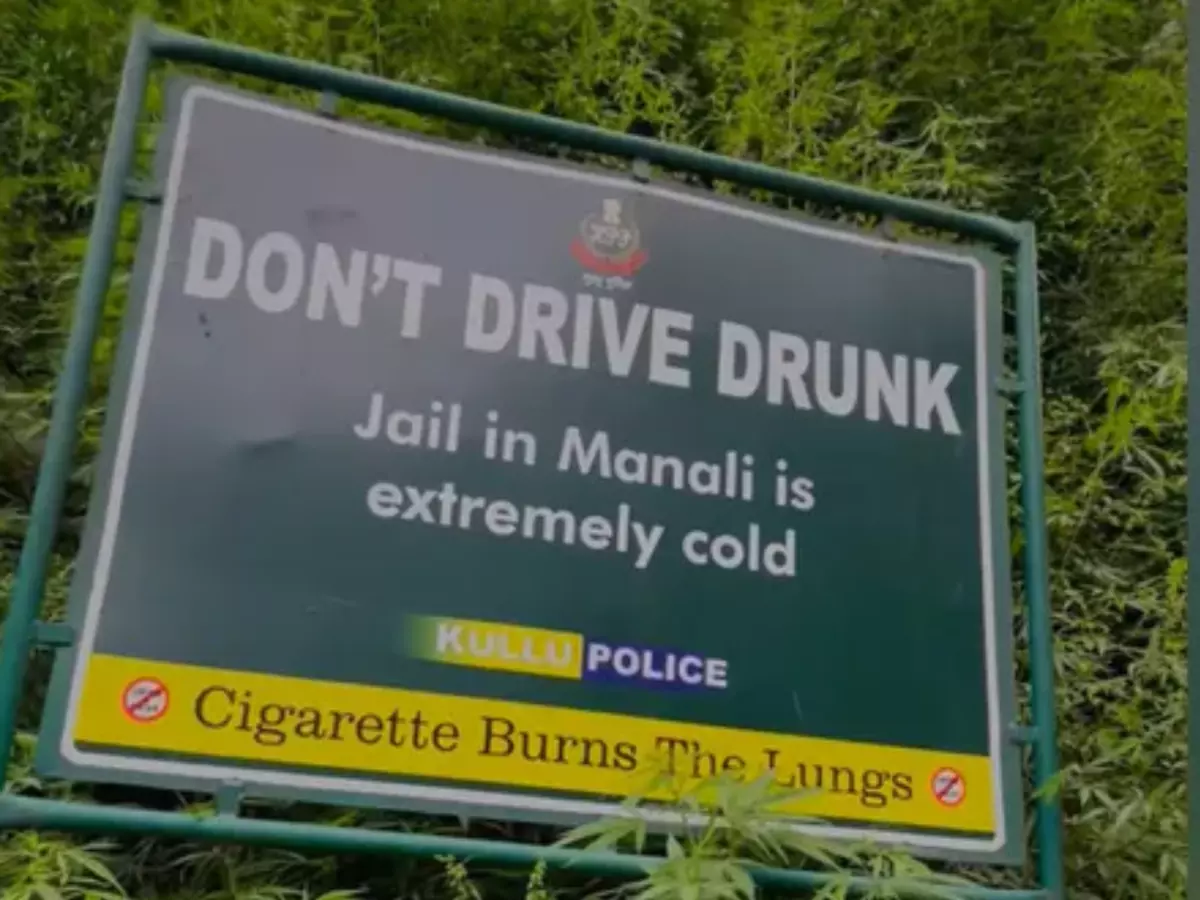 DON'T DRIVE DRUNK
Jail in Manali is
extremely cold
KULLU POLICE
Cigarette Burns The Lungs